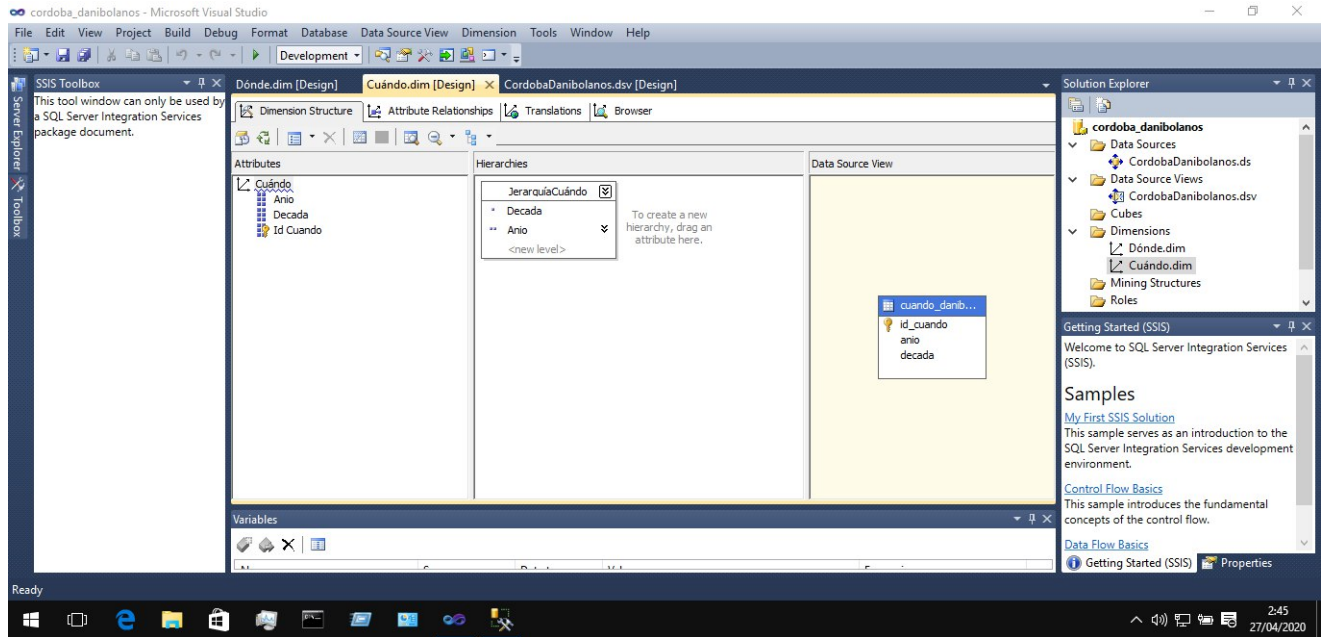 cordoba_danibolanos - Microsoft Visual Studio
File Edit View Project Build Debug Format Database Data Source View Dimension Tools Window Help
Development
Server Explorer
Toolbox
SSIS Toolbox
This tool window can only be used by
a SQL Server Integration Services
package document.
Dónde.dim [Design] Cuándo.dim [Design] CordobaDanibolanos.dsv [Design]
Dimension Structure Attribute Relationships Translations Browser
Attributes
Cuándo
Anio
Decada
Id Cuando
Hierarchies
JerarquíaCuándo
Decada
Anio
<new level>
To create a new
hierarchy, drag an
attribute here.
Data Source View
cuando_danib...
id_cuando
anio
decada
Variables
Solution Explorer
cordoba_danibolanos
Data Sources
CordobaDanibolanos.ds
Data Source Views
CordobaDanibolanos.dsv
Cubes
Dimensions
Dónde.dim
Cuándo.dim
Mining Structures
Roles
Getting Started (SSIS)
Welcome to SQL Server Integration Services
(SSIS).
Samples
My First SSIS Solution
This sample serves as an introduction to the
SQL Server Integration Services development
environment.
Control Flow Basics
This sample introduces the fundamental
concepts of the control flow.
Data Flow Basics
Getting Started (SSIS) Properties
Ready
2:45
27/04/2020